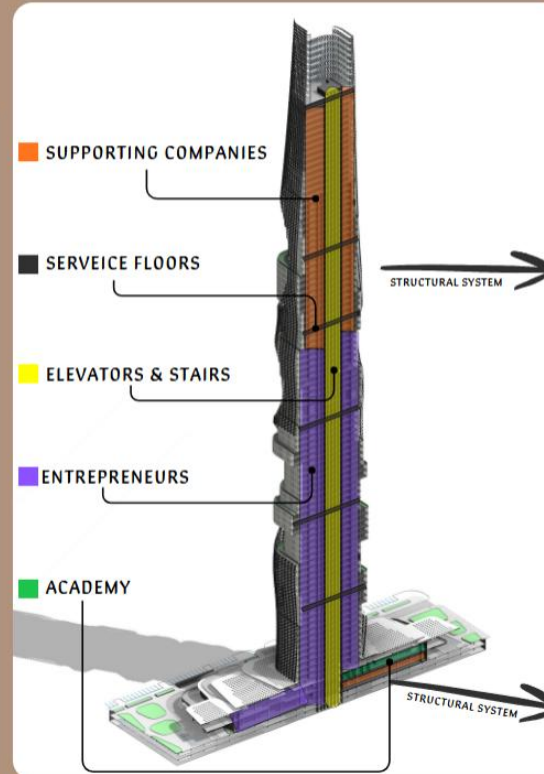 SUPPORTING COMPANIES
SERVEICE FLOORS
STRUCTURAL SYSTEM
ELEVATORS & STAIRS
ENTREPRENEURS
ACADEMY
STRUCTURAL SYSTEM